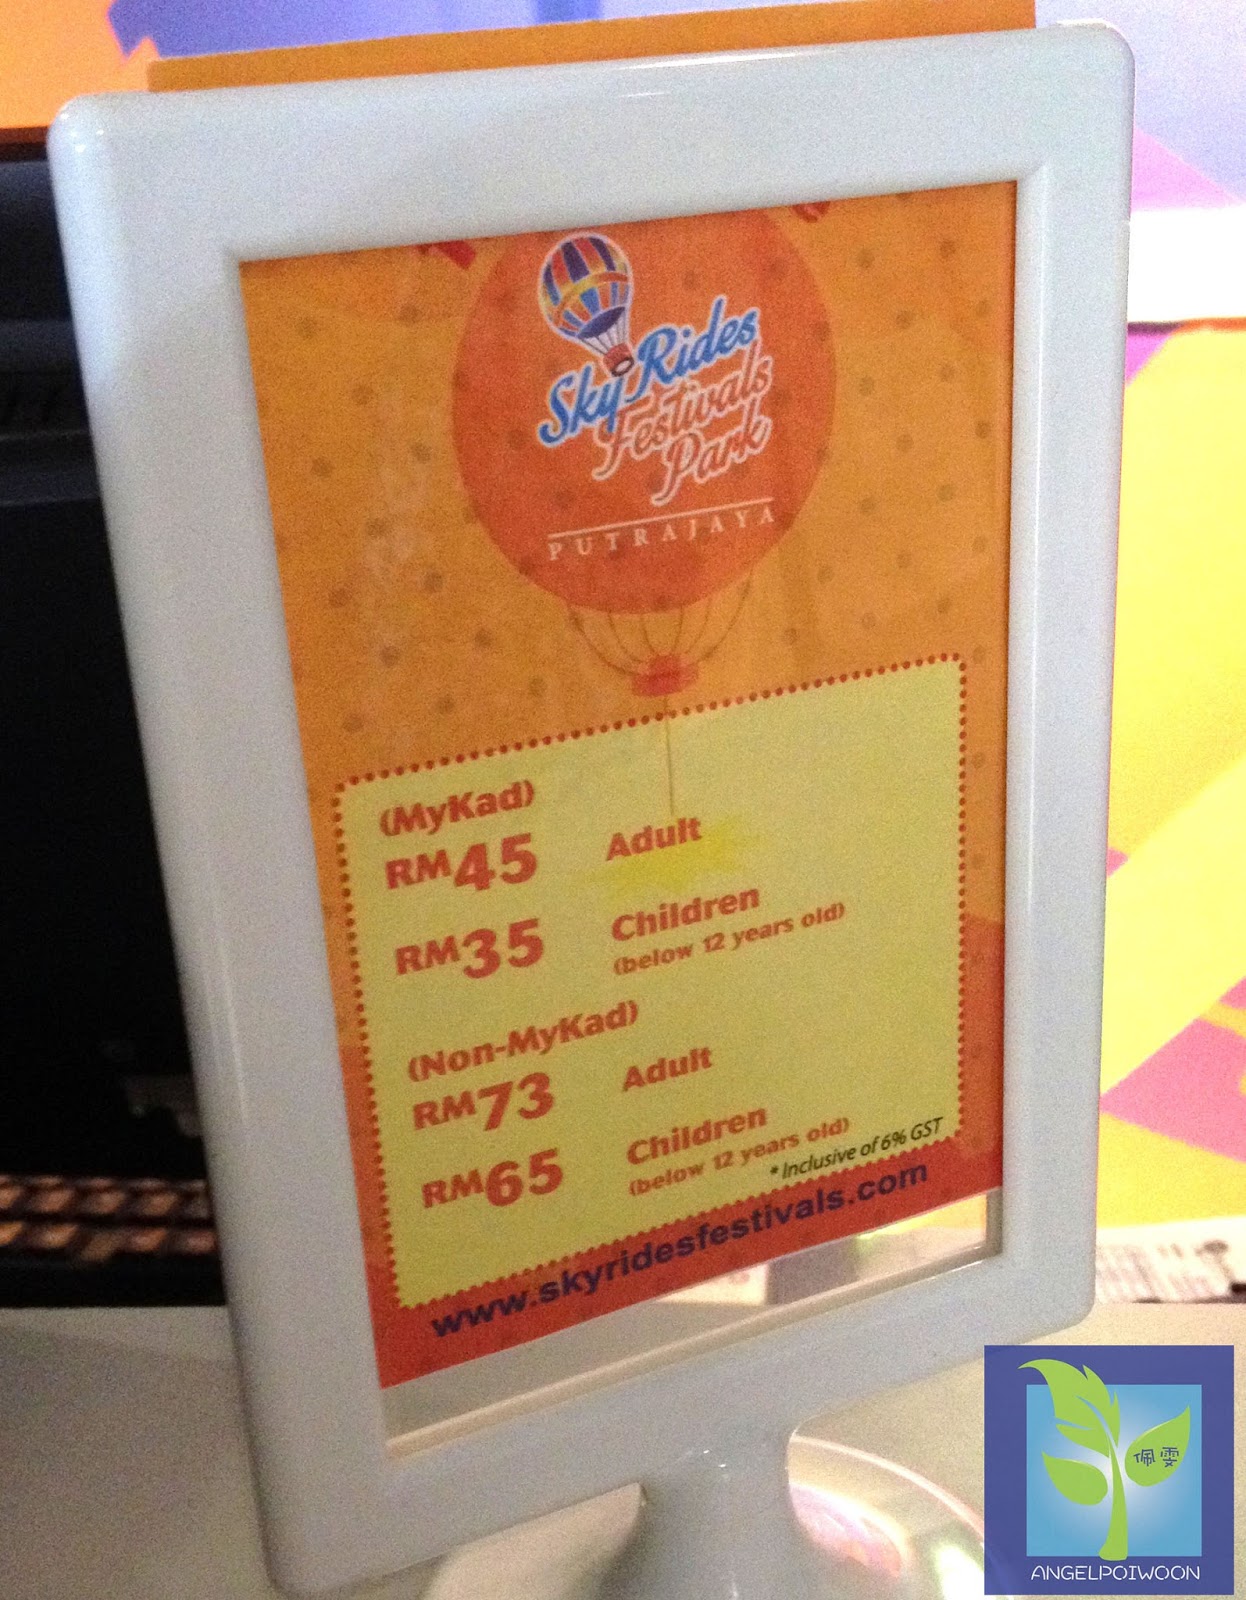 Sky Rides
Festivals
Park
PUTRAJAYA
(MyKad)
RM45 Adult
RM35 Children
(below 12 years old)
(Non-MyKad)
RM73 Adult
RM65 Children
(below 12 years old)
*Inclusive of 6% GST
www.skyridesfestivals.com
佩雯
ANGELPOIWOON